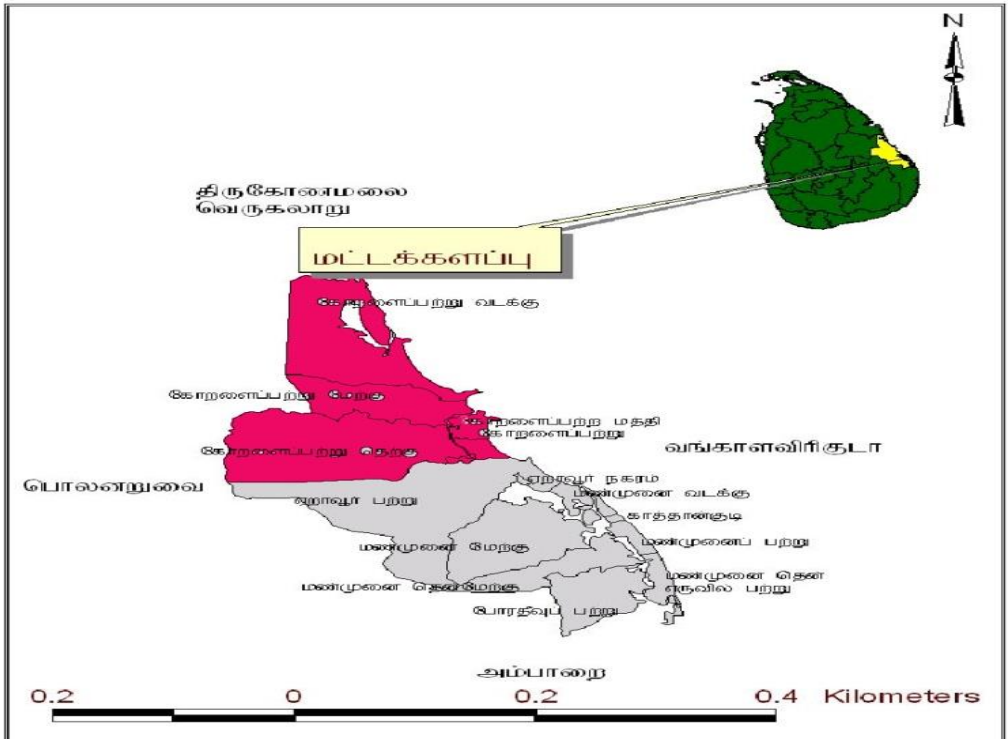 N
திருகோணமலை
வெருகலாறு
மட்டக்களப்பு
கோறளைப்பற்று வடக்கு
கோறளைப்பற்று மேற்கு
கோறளைப்பற்ற மத்தி
கோறளைப்பற்று
கோறளைப்பற்று தெற்கு
வங்காளவிரிகுடா
பொலனறுவை
ஏறாவூர் நகரம்
ஏறாவூர் பற்று
மண்முனை வடக்கு
காத்தான்குடி
மண்முனைப் பற்று
மண்முனை மேற்கு
மண்முனை தென்மேற்கு
மண்முனை தென்
எருவில் பற்று
போரதீவுப் பற்று
அம்பாறை
0.2 0 0.2 0.4 Kilometers